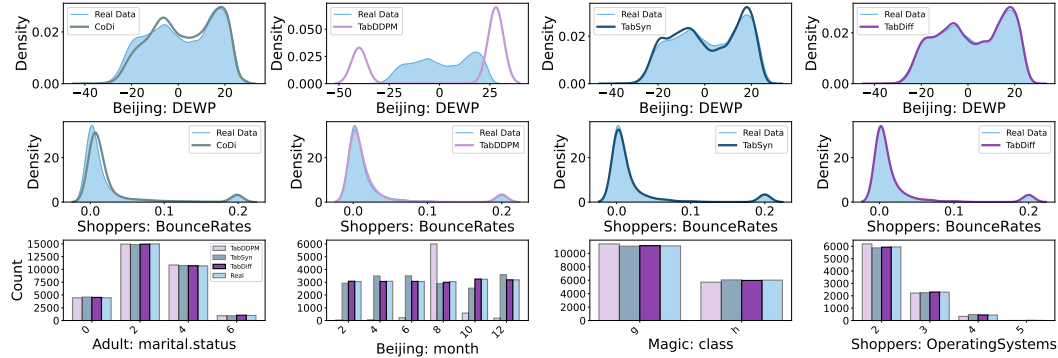 Density
0.02
0.00
Real Data
CoDi
−40 −20 0 20
Beijing: DEWP
Density
0.050
0.025
0.000
Real Data
TabDDPM
−50 −25 0 25
Beijing: DEWP
Density
0.02
0.00
Real Data
TabSyn
−40 −20 0 20
Beijing: DEWP
Density
0.02
0.00
Real Data
TabDiff
−40 −20 0 20
Beijing: DEWP
Density
20
0
Real Data
CoDi
0.0 0.1 0.2
Shoppers: BounceRates
Density
20
0
Real Data
TabDDPM
0.0 0.1 0.2
Shoppers: BounceRates
Density
20
0
Real Data
TabSyn
0.0 0.1 0.2
Shoppers: BounceRates
Density
20
0
Real Data
TabDiff
0.0 0.1 0.2
Shoppers: BounceRates
Count
15000
12500
10000
7500
5000
2500
0
TabDDPM
TabSyn
TabDiff
Real
0 2 4 6
Adult: marital.status
6000
5000
4000
3000
2000
1000
0
2 4 6 8 10 12
Beijing: month
10000
8000
6000
4000
2000
0
g h
Magic: class
6000
5000
4000
3000
2000
1000
0
2 3 4 5
Shoppers: OperatingSystems